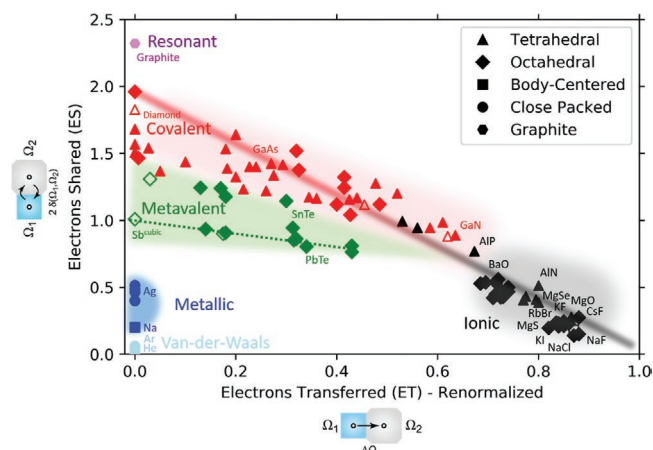 2.5
2.0
1.5
1.0
0.5
0.0
Electrons Shared (ES)
Ω₂
Ω₁
2 δ(Ω₁,Ω₂)
Resonant
Graphite
Diamond
Covalent
GaAs
Metavalent
SnTe
Sb^cubic
PbTe
GaN
AlP
BaO
AlN
MgSe
KF
MgO
RbBr
CsF
MgS
KI
NaF
NaCl
Ionic
Ag
Metallic
Na
Ar
He
Van-der-Waals
Tetrahedral
Octahedral
Body-Centered
Close Packed
Graphite
0.0 0.2 0.4 0.6 0.8 1.0
Electrons Transferred (ET) - Renormalized
Ω₁ Ω₂